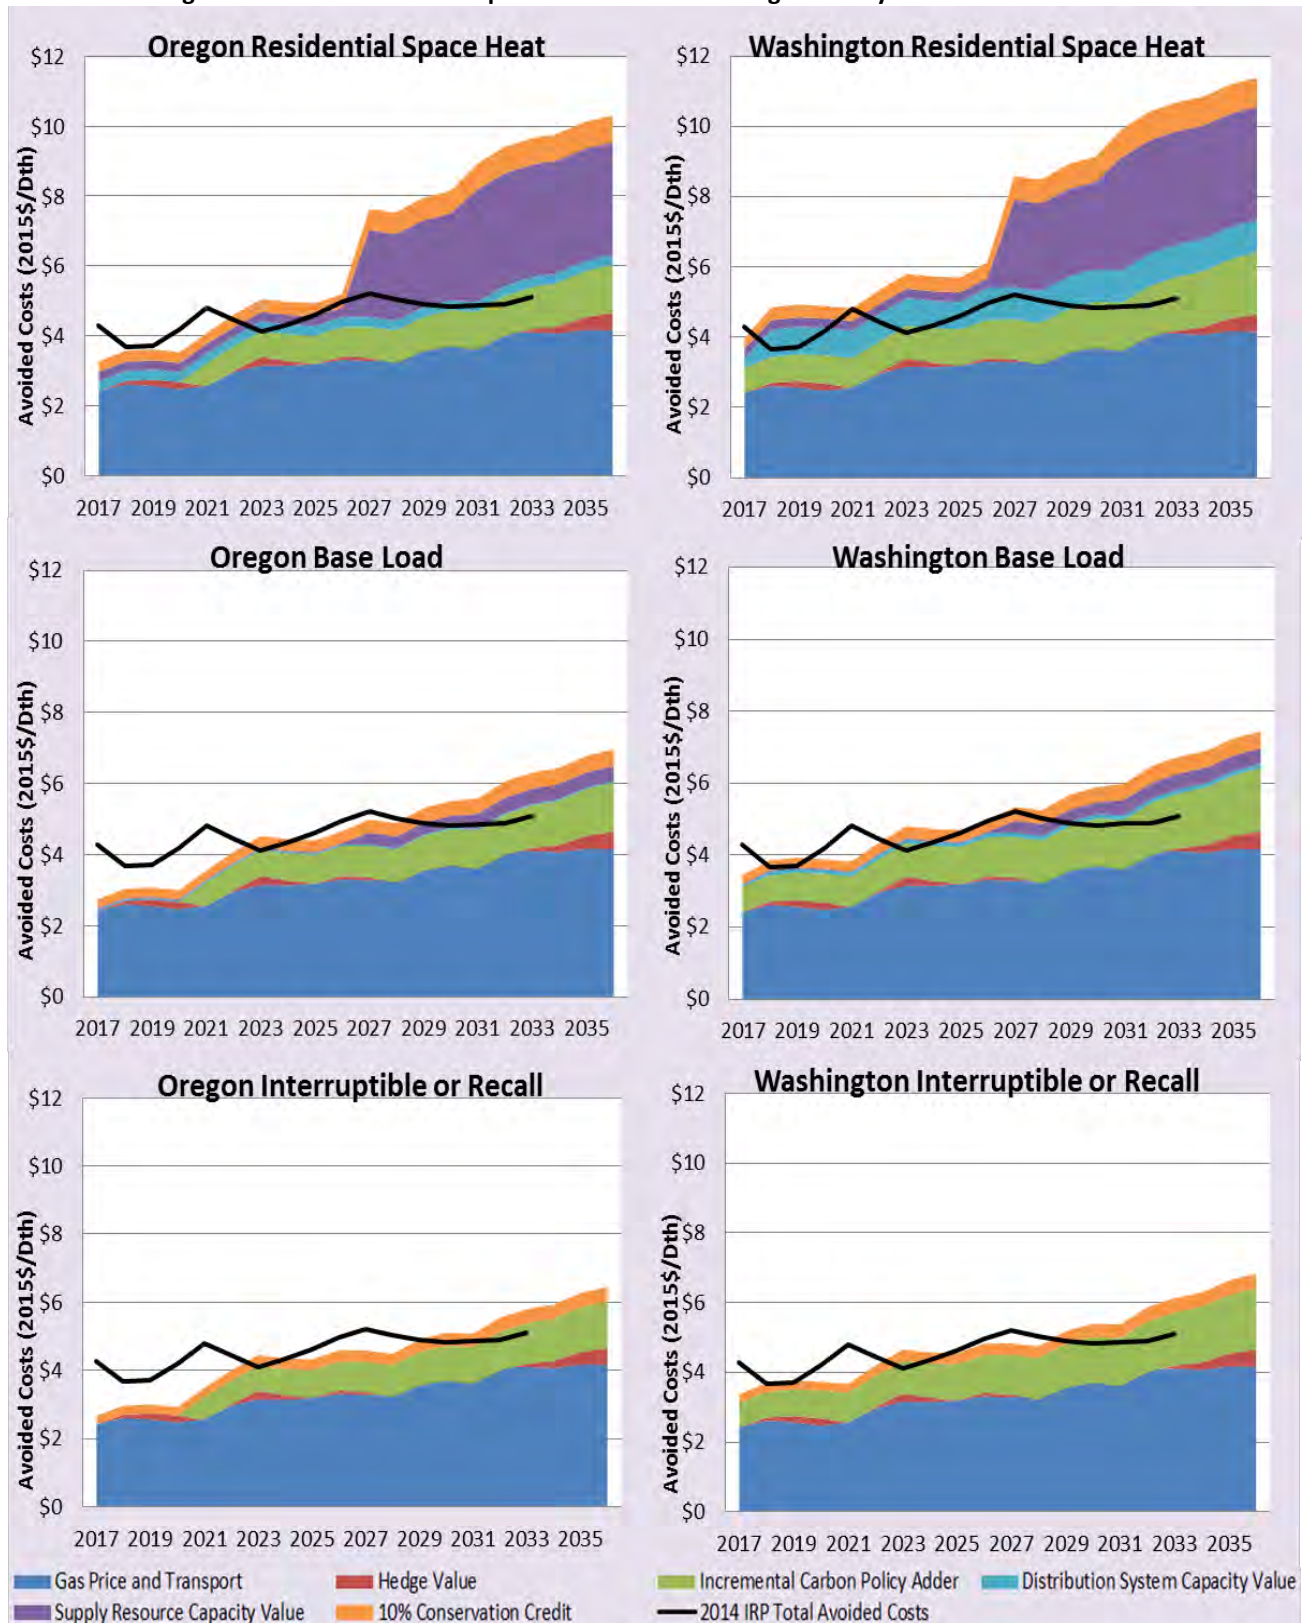 Oregon Residential Space Heat
Washington Residential Space Heat
Avoided Costs (2015$/Dth)
$12
$10
$8
$6
$4
$2
$0
2017 2019 2021 2023 2025 2027 2029 2031 2033 2035
Avoided Costs (2015$/Dth)
$12
$10
$8
$6
$4
$2
$0
2017 2019 2021 2023 2025 2027 2029 2031 2033 2035
Oregon Base Load
Washington Base Load
Avoided Costs (2015$/Dth)
$12
$10
$8
$6
$4
$2
$0
2017 2019 2021 2023 2025 2027 2029 2031 2033 2035
Avoided Costs (2015$/Dth)
$12
$10
$8
$6
$4
$2
$0
2017 2019 2021 2023 2025 2027 2029 2031 2033 2035
Oregon Interruptible or Recall
Washington Interruptible or Recall
Avoided Costs (2015$/Dth)
$12
$10
$8
$6
$4
$2
$0
2017 2019 2021 2023 2025 2027 2029 2031 2033 2035
Avoided Costs (2015$/Dth)
$12
$10
$8
$6
$4
$2
$0
2017 2019 2021 2023 2025 2027 2029 2031 2033 2035
Gas Price and Transport Hedge Value Incremental Carbon Policy Adder Distribution System Capacity Value
Supply Resource Capacity Value 10% Conservation Credit 2014 IRP Total Avoided Costs